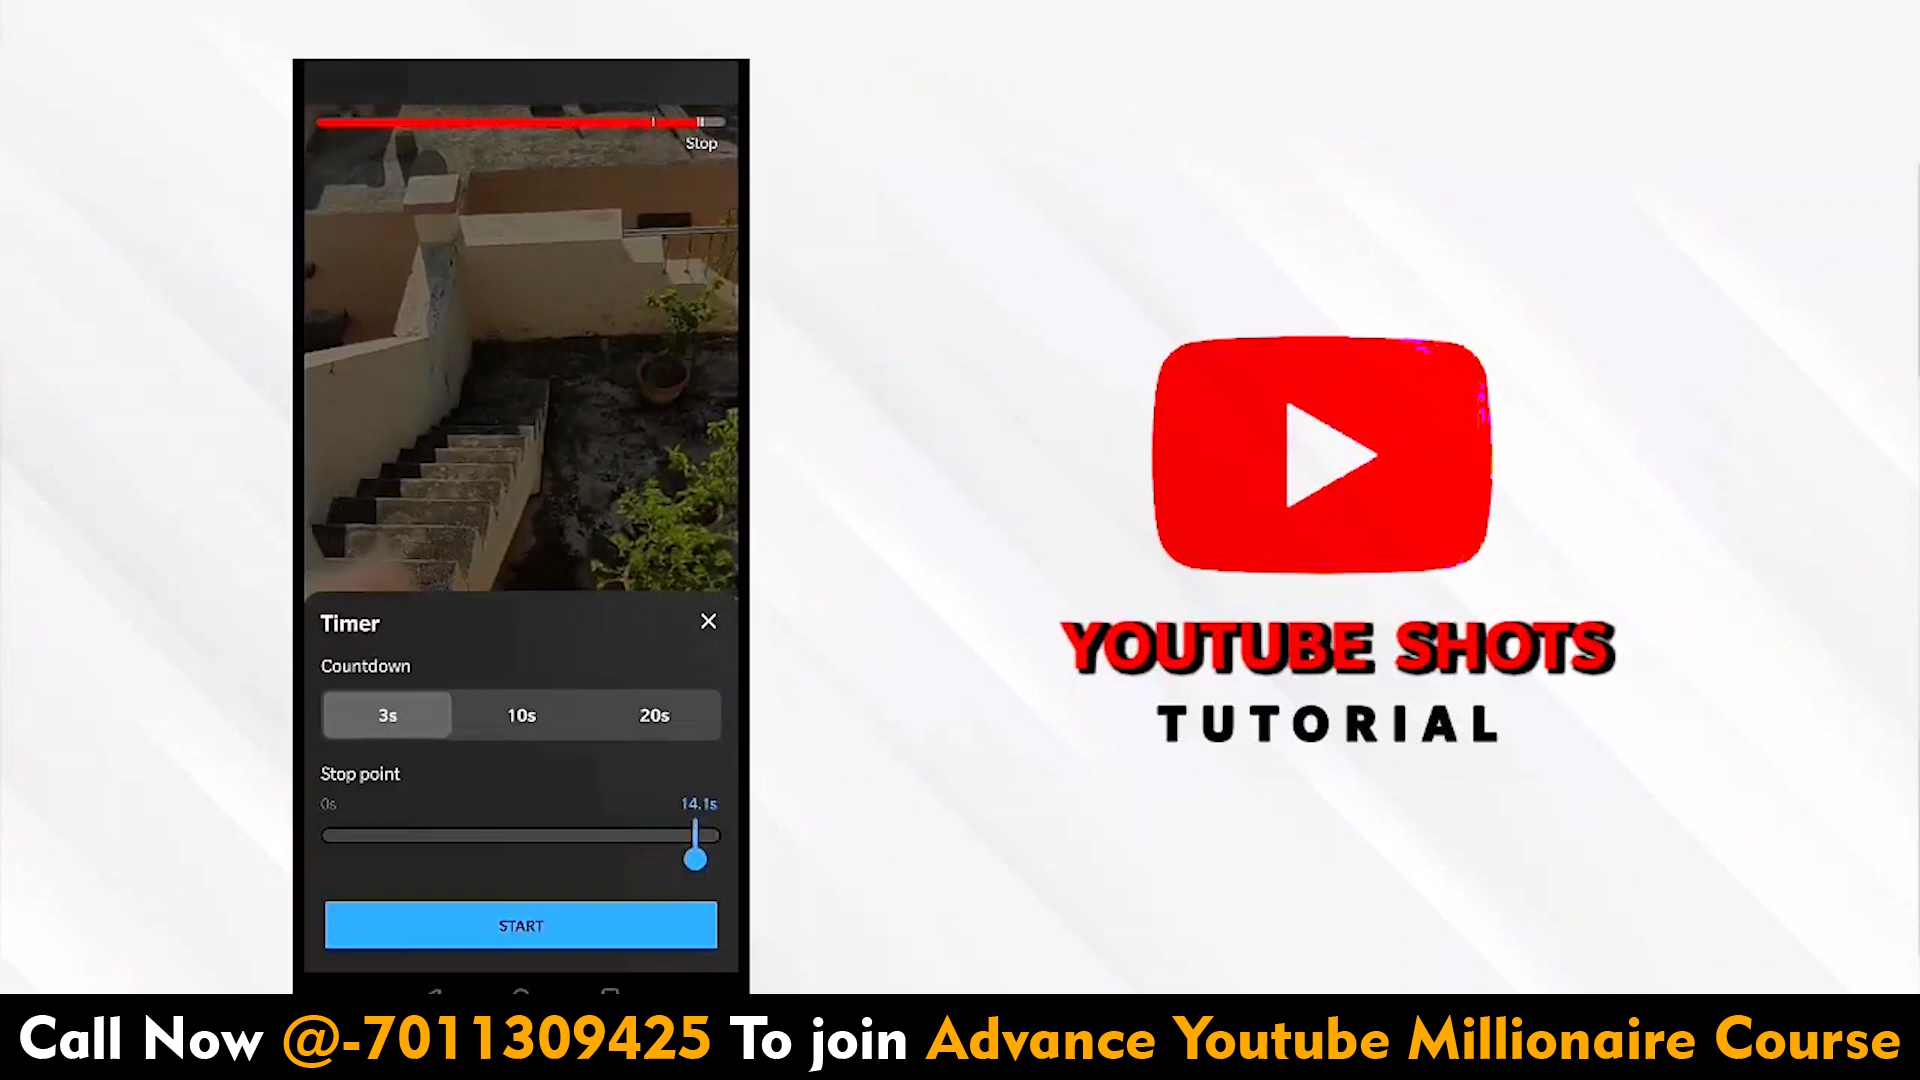 Stop
Timer
Countdown
3s 10s 20s
Stop point
0s 14.1s
START
YOUTUBE SHOTS
TUTORIAL
Call Now @-7011309425 To join Advance Youtube Millionaire Course